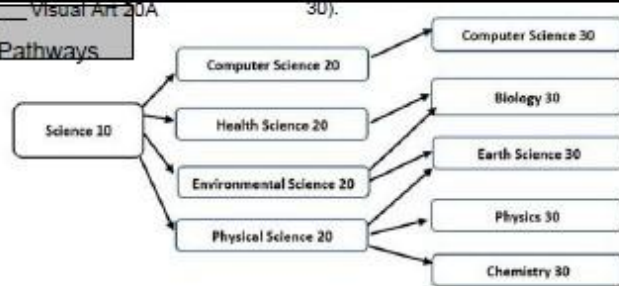 Visual Art 20A
30).
Pathways
Science 10
Computer Science 20
Health Science 20
Environmental Science 20
Physical Science 20
Computer Science 30
Biology 30
Earth Science 30
Physics 30
Chemistry 30